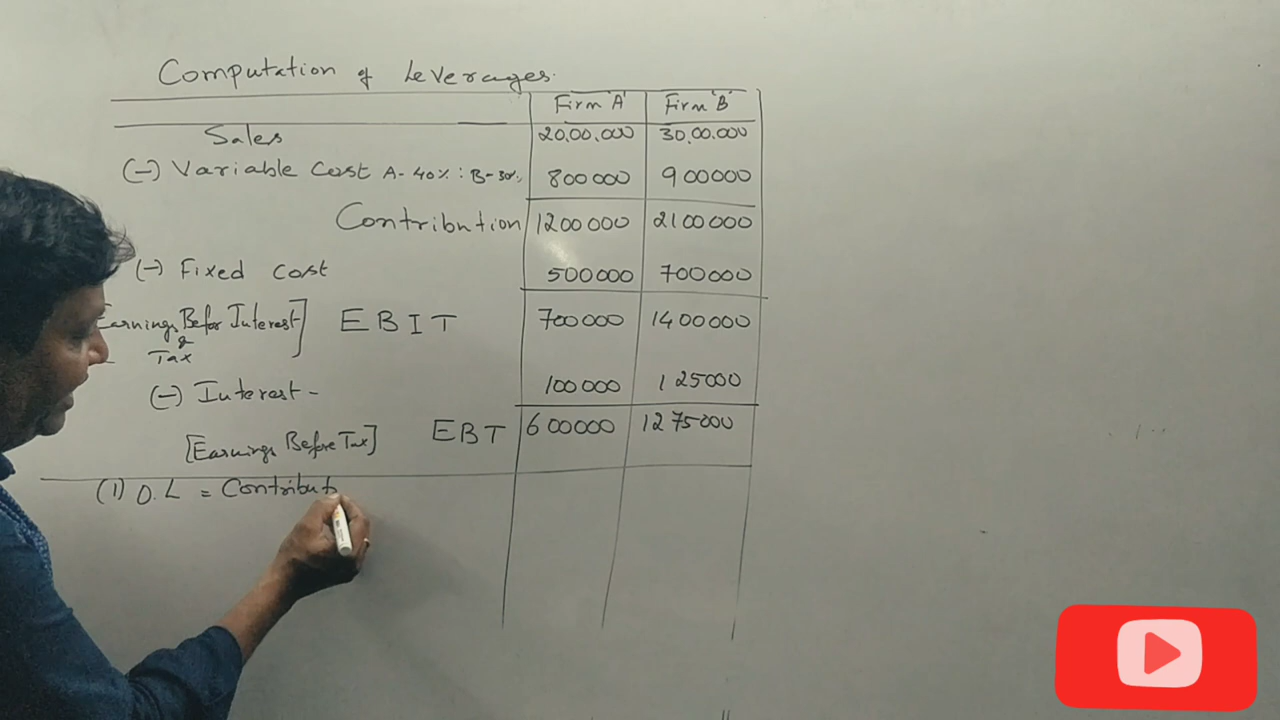 Computation of Leverages.
Firm 'A' Firm 'B'
Sales 20,00,000 30,00,000
(-) Variable Cost A- 40% : B-30%. 800000 900000
Contribution 1200000 2100000
(-) Fixed cost 500000 700000
Earnings Befor Interest] EBIT 700000 1400000
&
Tax
(-) Interest - 100000 125000
[Earnings Before Tax] EBT 600000 1275000
(1) O.L = Contribut